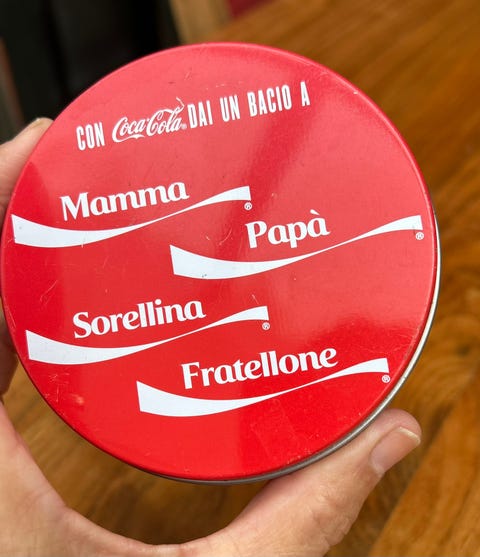 CON Coca-Cola® DAI UN BACIO A
Mamma
®
Papà
®
Sorellina
®
Fratellone
®